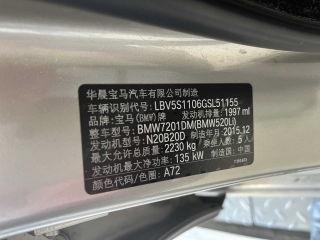 华晨宝马汽车有限公司制造
车辆识别代号: LBV5S1106GSL51155
品牌: 宝马(BMW)牌 发动机排量: 1997 ml
整车型号: BMW7201DM(BMW520Li)
发动机型号: N20B20D 制造年月: 2015.12
最大允许总质量: 2230 kg 乘坐人数: 5人
发动机最大净功率: 135 kW 制造国: 中国
颜色代码/色圈: A72